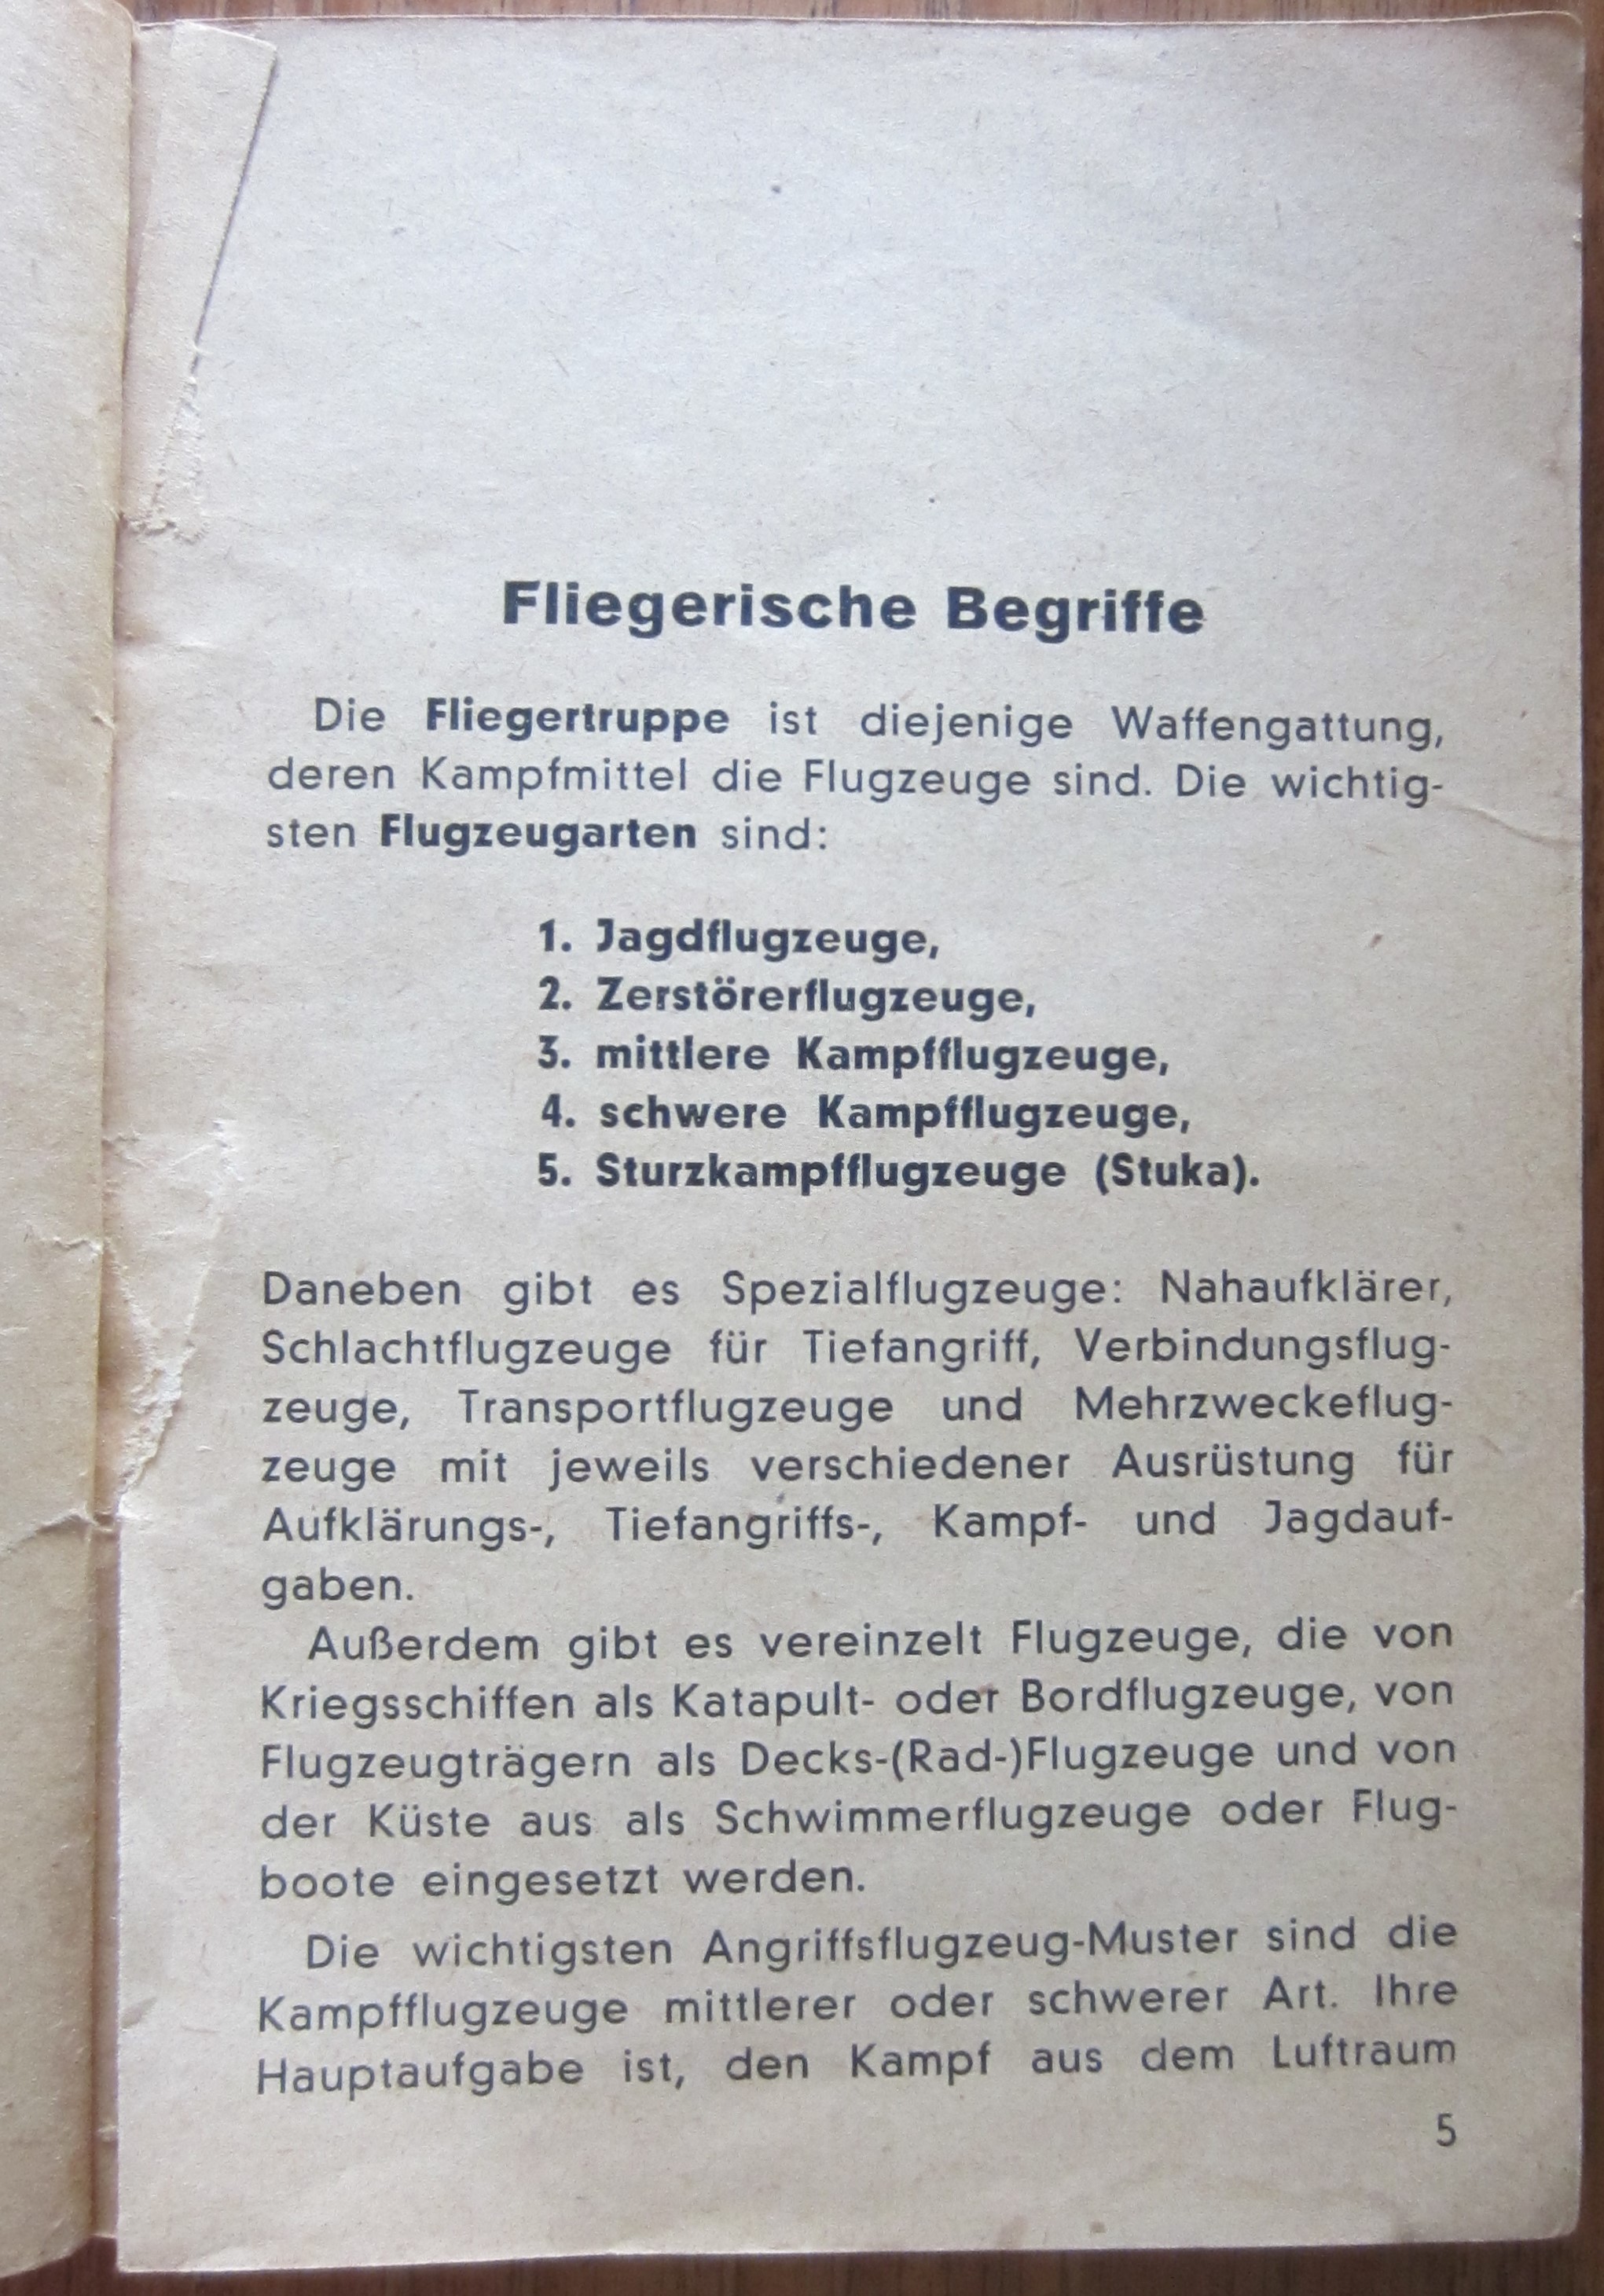 Fliegerische Begriffe
Die Fliegertruppe ist diejenige Waffengattung,
deren Kampfmittel die Flugzeuge sind. Die wichtig-
sten Flugzeugarten sind:
1. Jagdflugzeuge,
2. Zerstörerflugzeuge,
3. mittlere Kampfflugzeuge,
4. schwere Kampfflugzeuge,
5. Sturzkampfflugzeuge (Stuka).
Daneben gibt es Spezialflugzeuge: Nahaufklärer,
Schlachtflugzeuge für Tiefangriff, Verbindungsflug-
zeuge, Transportflugzeuge und Mehrzweckeflug-
zeuge mit jeweils verschiedener Ausrüstung für
Aufklärungs-, Tiefangriffs-, Kampf- und Jagdauf-
gaben.
Außerdem gibt es vereinzelt Flugzeuge, die von
Kriegsschiffen als Katapult- oder Bordflugzeuge, von
Flugzeugträgern als Decks-(Rad-)Flugzeuge und von
der Küste aus als Schwimmerflugzeuge oder Flug-
boote eingesetzt werden.
Die wichtigsten Angriffsflugzeug-Muster sind die
Kampfflugzeuge mittlerer oder schwerer Art. Ihre
Hauptaufgabe ist, den Kampf aus dem Luftraum
5